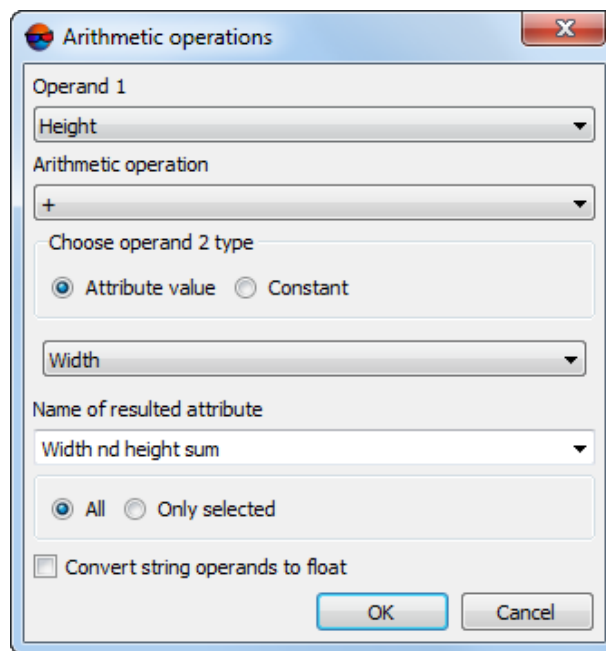 Arithmetic operations
Operand 1
Height
Arithmetic operation
+
Choose operand 2 type
Attribute value Constant
Width
Name of resulted attribute
Width nd height sum
All Only selected
Convert string operands to float
OK Cancel